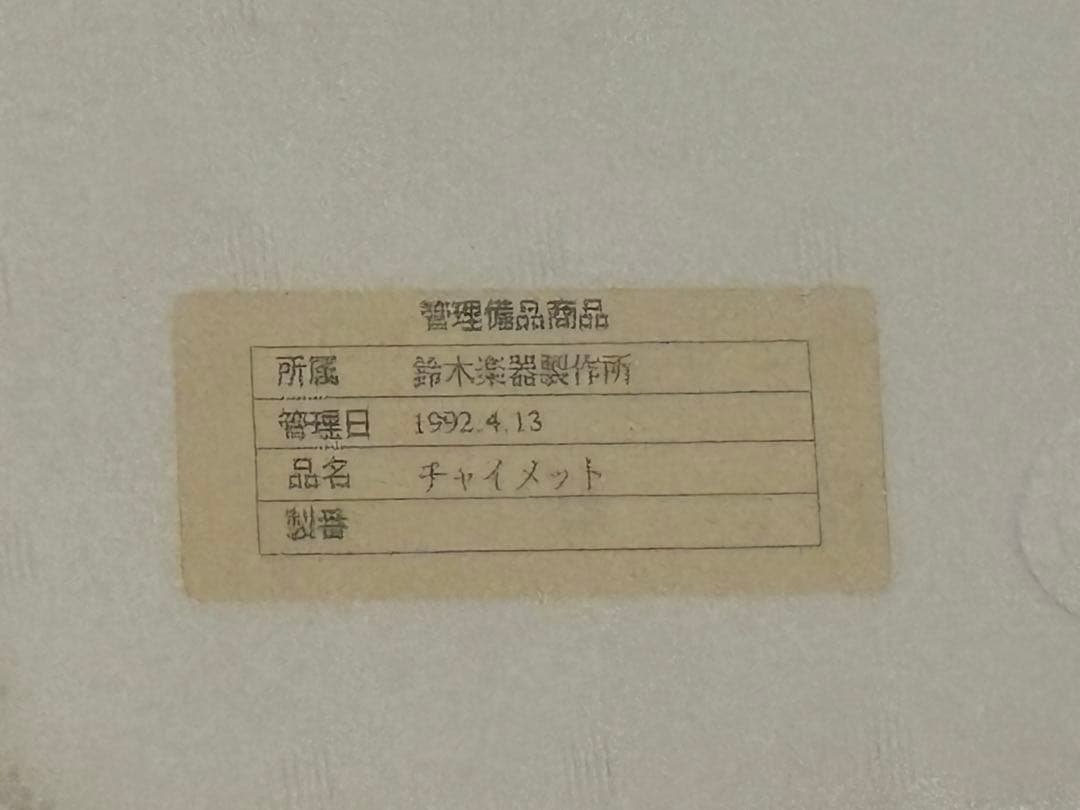 管理備品商品
所属 鈴木楽器製作所
管理日 1992.4.13
品名 チャイメット
製番